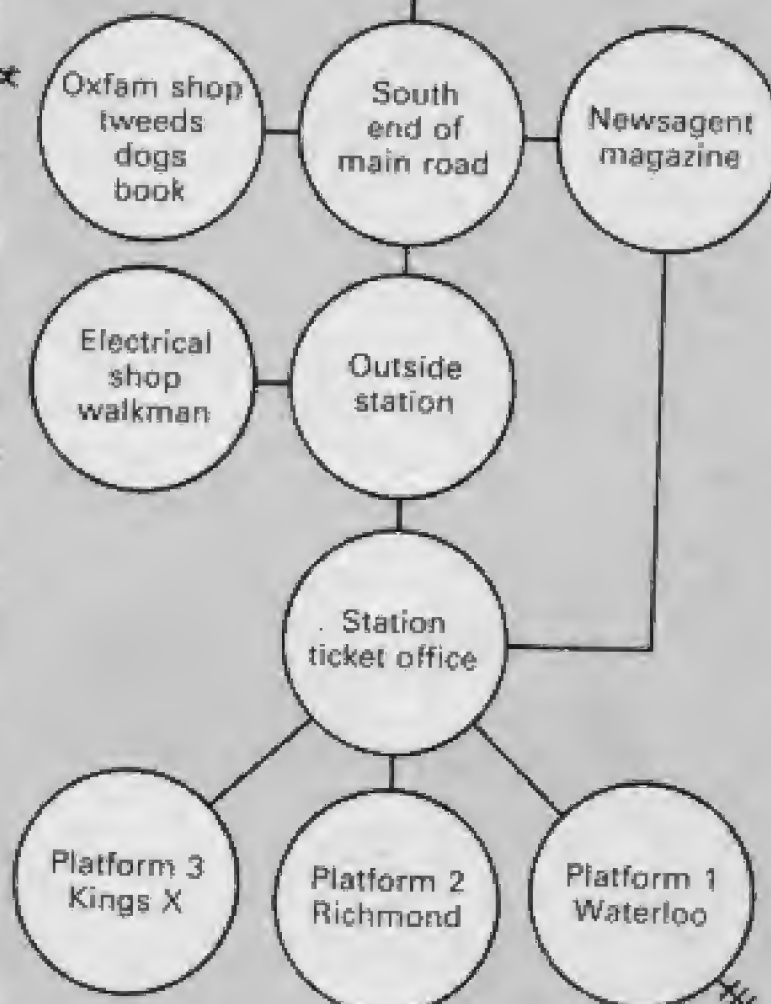 Oxfam shop
tweeds
dogs
book
South
end of
main road
Newsagent
magazine
Electrical
shop
walkman
Outside
station
Station
ticket office
Platform 3
Kings X
Platform 2
Richmond
Platform 1
Waterloo